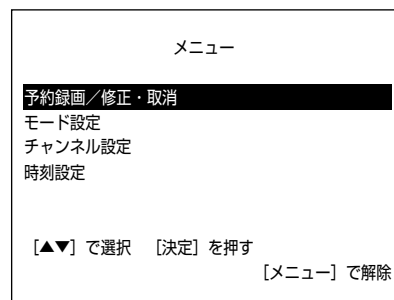 メニュー
予約録画／修正・取消
モード設定
チャンネル設定
時刻設定
［▲▼］で選択　［決定］を押す
［メニュー］で解除